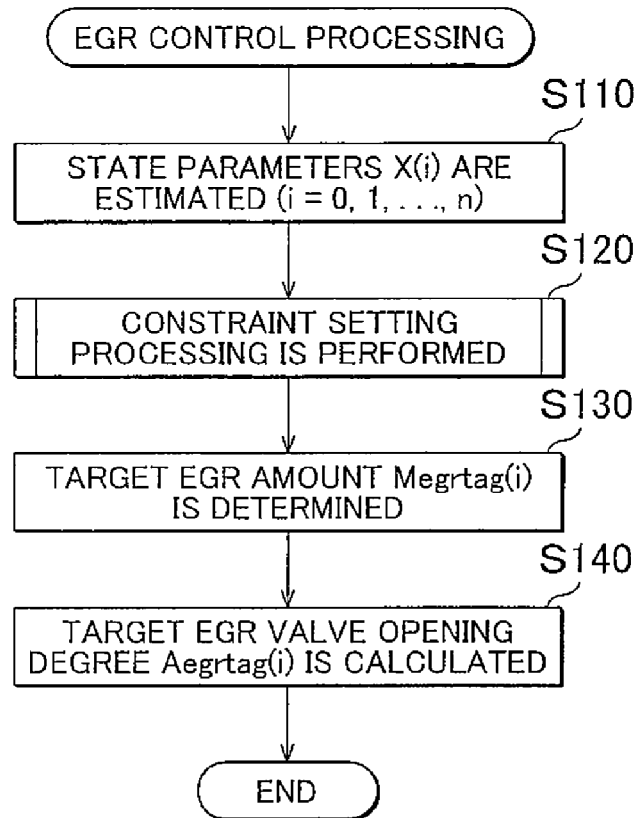 EGR CONTROL PROCESSING
S110
STATE PARAMETERS X(i) ARE
ESTIMATED (i = 0, 1, . . ., n)
S120
CONSTRAINT SETTING
PROCESSING IS PERFORMED
S130
TARGET EGR AMOUNT Megrtag(i)
IS DETERMINED
S140
TARGET EGR VALVE OPENING
DEGREE Aegrtag(i) IS CALCULATED
END